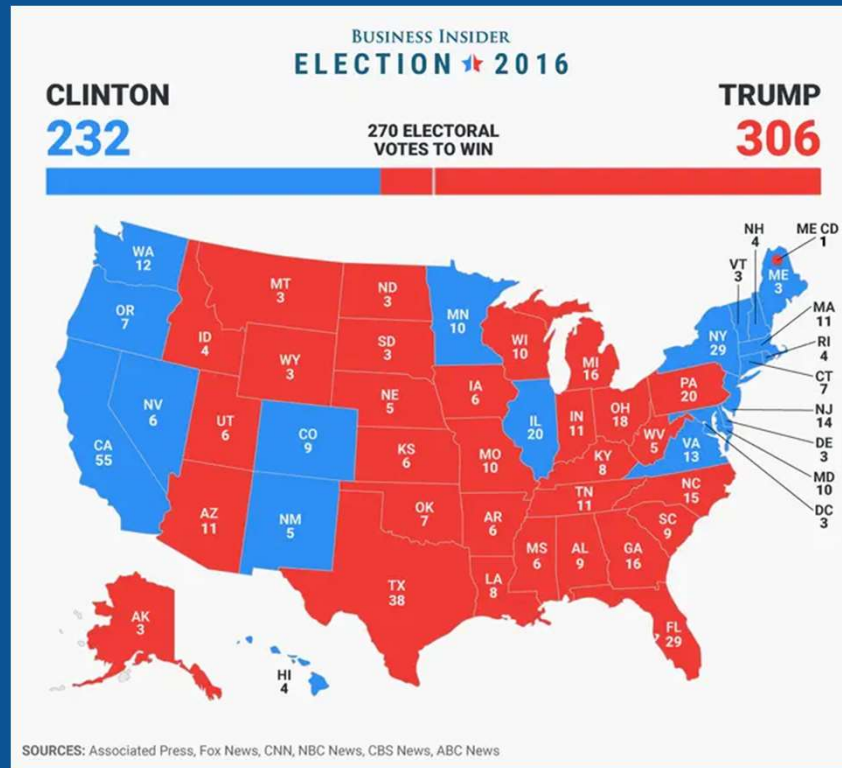 BUSINESS INSIDER
ELECTION 2016
CLINTON
TRUMP
232
270 ELECTORAL
VOTES TO WIN
306
WA
12
OR
7
CA
55
NV
6
ID
4
MT
3
WY
3
UT
6
AZ
11
CO
9
NM
5
ND
3
SD
3
NE
5
KS
6
OK
7
TX
38
MN
10
IA
6
MO
10
AR
6
LA
8
WI
10
IL
20
MI
16
IN
11
OH
18
KY
8
TN
11
MS
6
AL
9
GA
16
FL
29
SC
9
NC
15
VA
13
WV
5
PA
20
NY
29
VT
3
NH
4
ME CD
1
ME
3
MA
11
RI
4
CT
7
NJ
14
DE
3
MD
10
DC
3
AK
3
HI
4
SOURCES: Associated Press, Fox News, CNN, NBC News, CBS News, ABC News